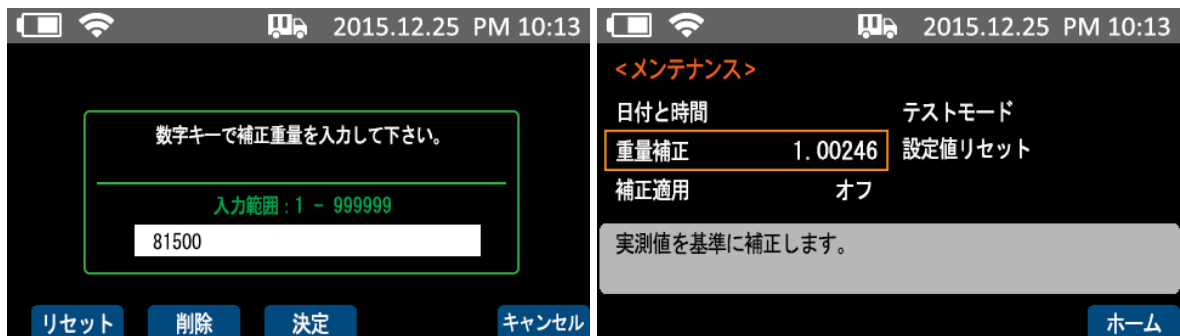 2015.12.25 PM 10:13
数字キーで補正重量を入力して下さい。
入力範囲 : 1 - 999999
81500
リセット 削除 決定 キャンセル
2015.12.25 PM 10:13
<メンテナンス>
日付と時間 テストモード
重量補正 1.00246 設定値リセット
補正適用 オフ
実測値を基準に補正します。
ホーム